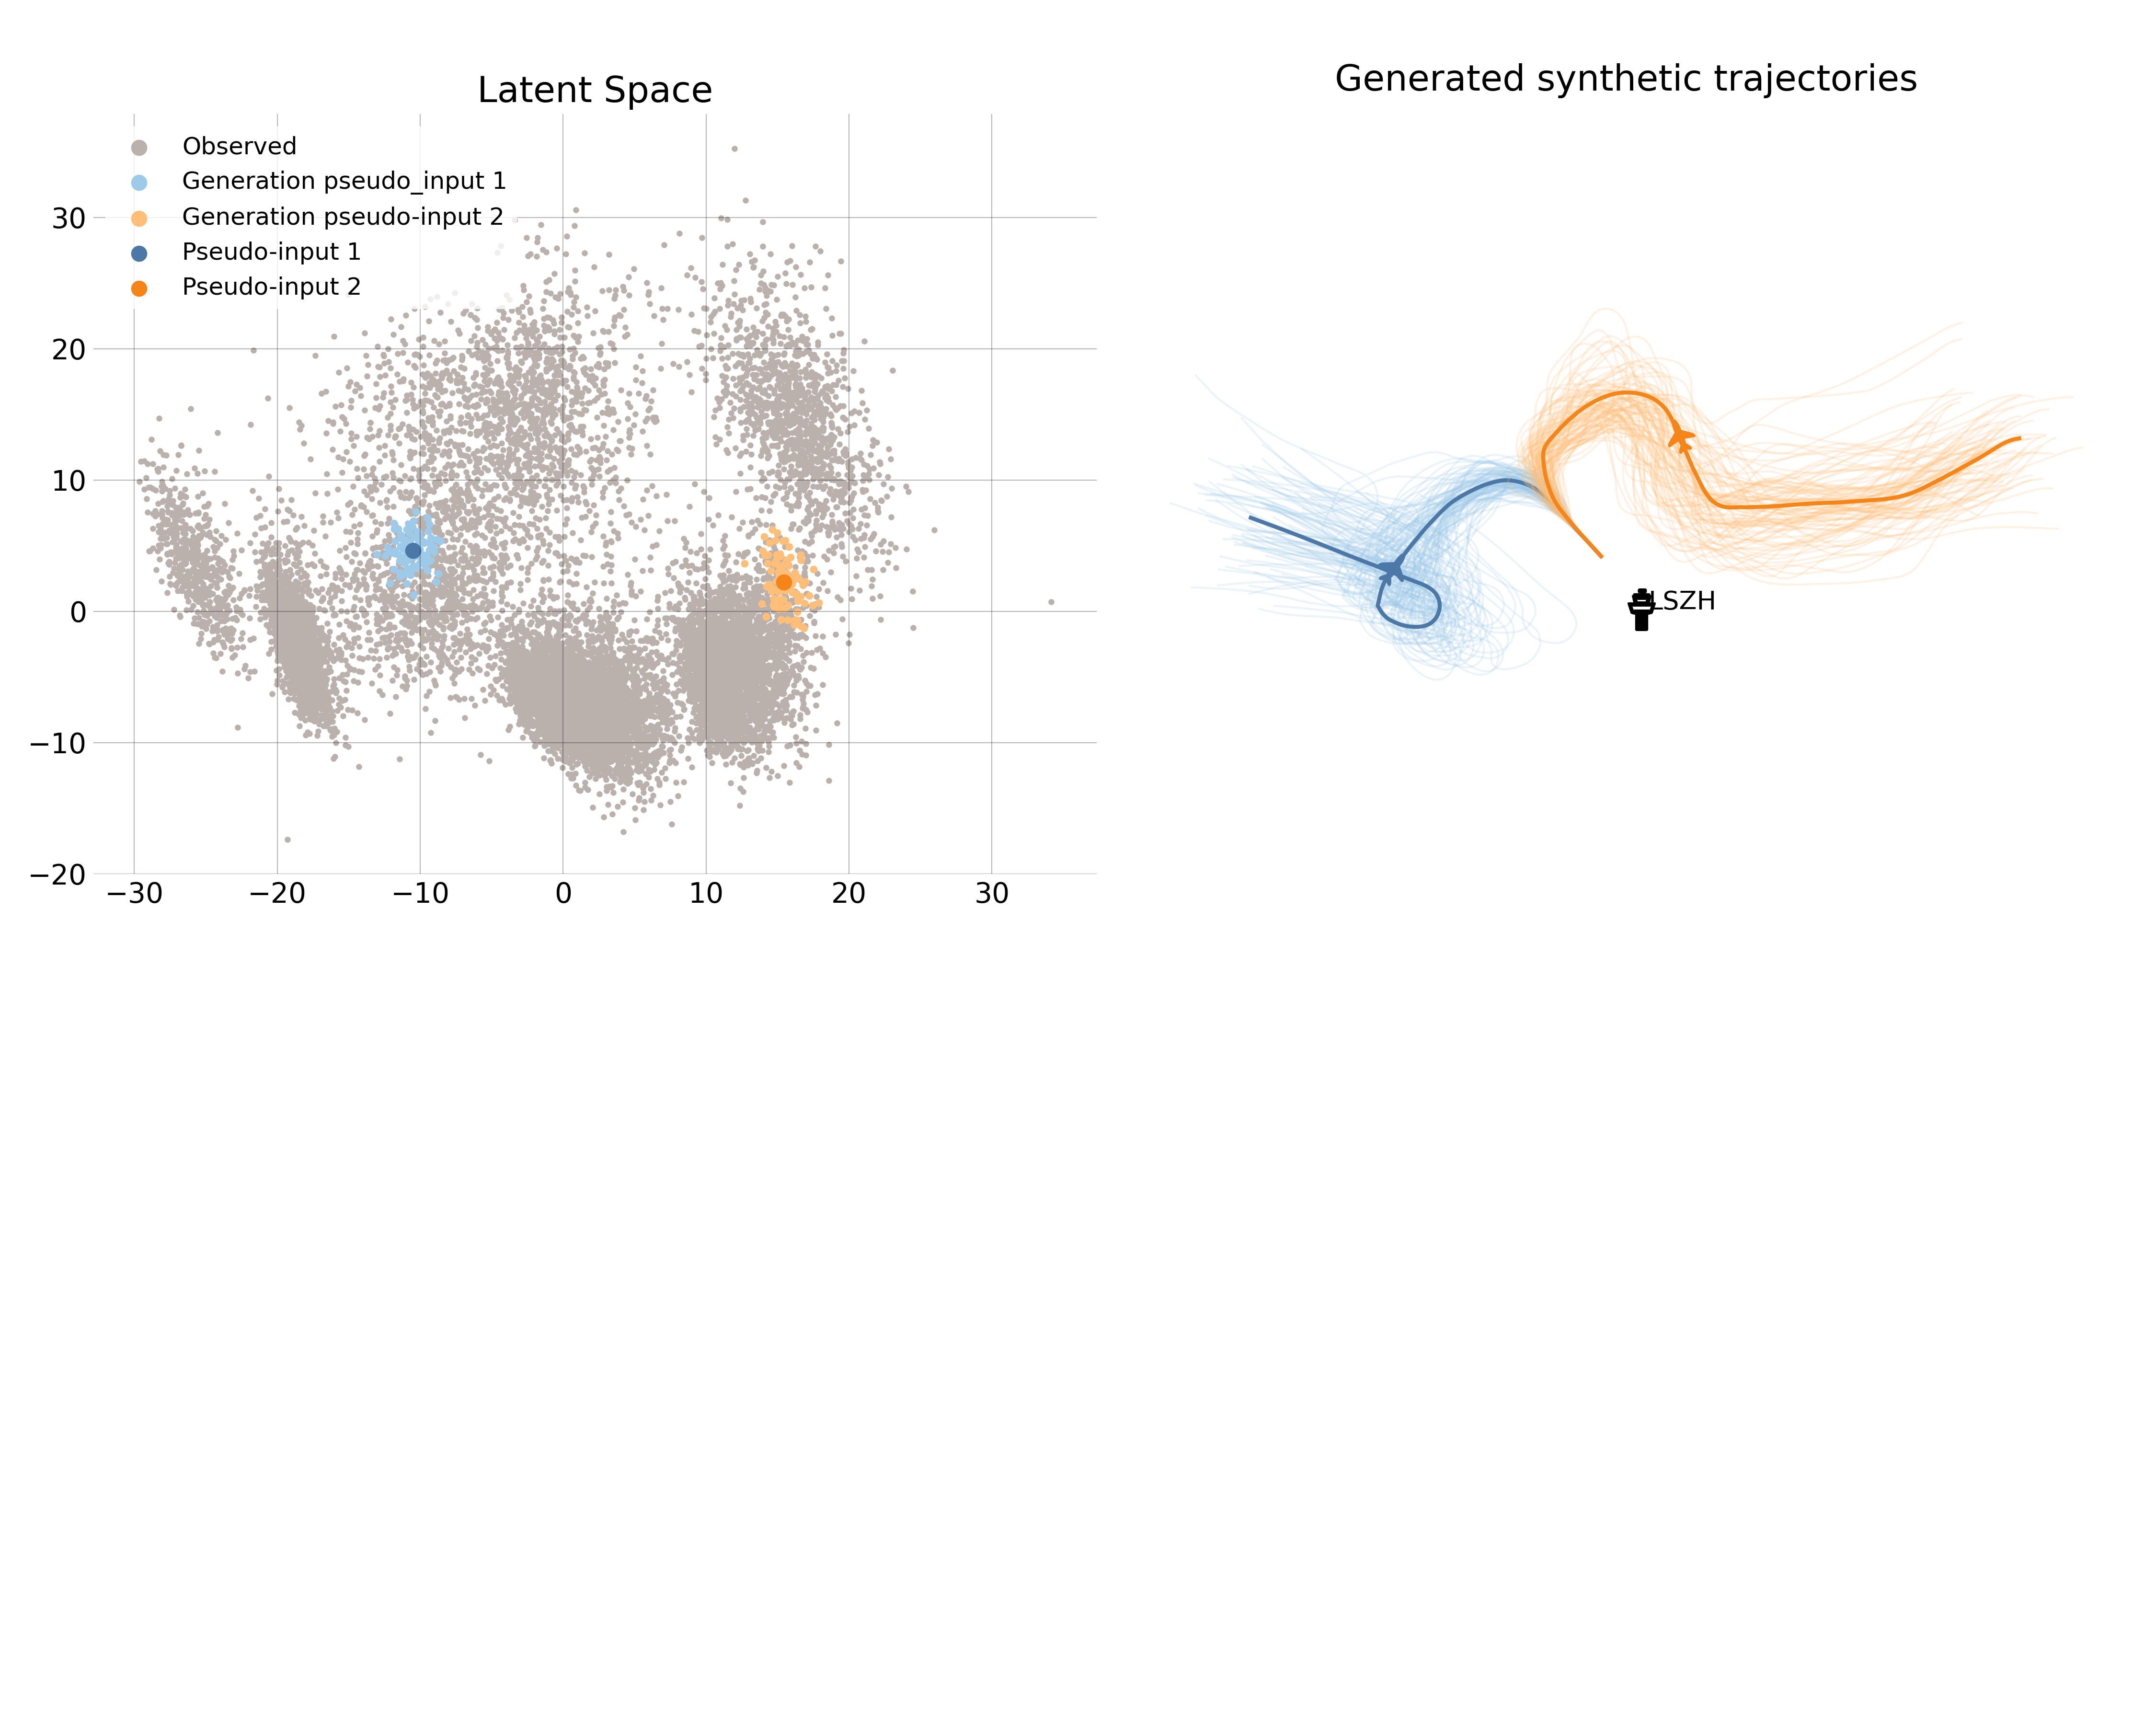 Latent Space
Generated synthetic trajectories
Observed
Generation pseudo_input 1
Generation pseudo-input 2
Pseudo-input 1
Pseudo-input 2
30
20
10
0
−10
−20
−30 −20 −10 0 10 20 30
LSZH